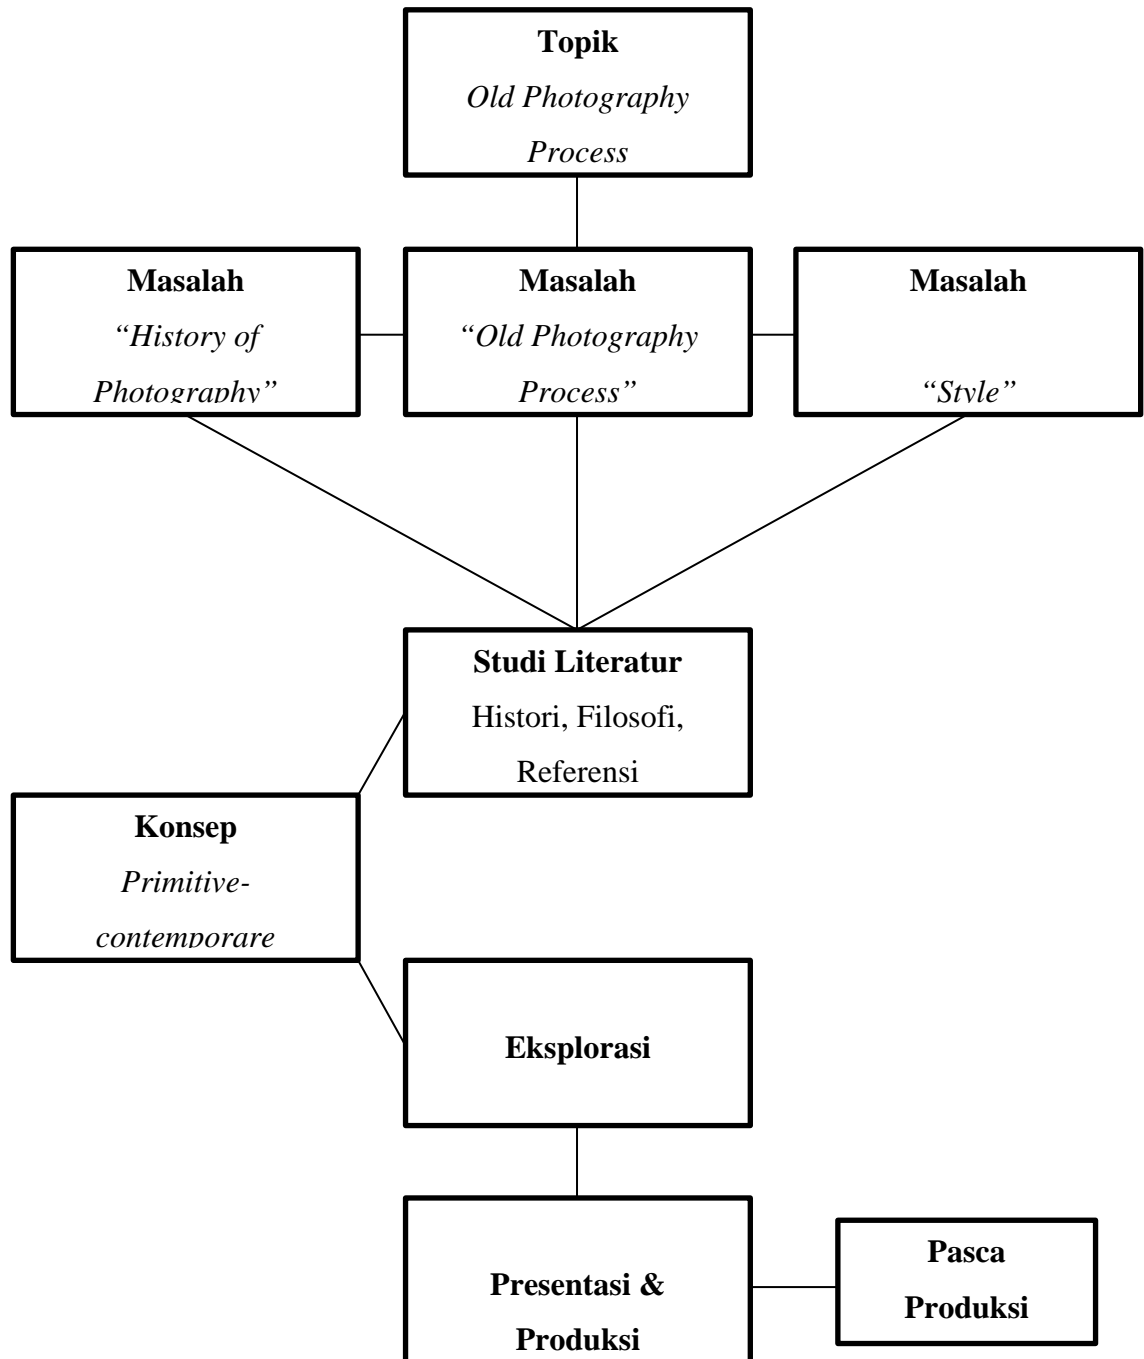 Topik
Old Photography
Process
Masalah
“History of
Photography”
Masalah
“Old Photography
Process”
Masalah
“Style”
Studi Literatur
Histori, Filosofi,
Referensi
Konsep
Primitive-
contemporare
Eksplorasi
Presentasi &
Produksi
Pasca
Produksi